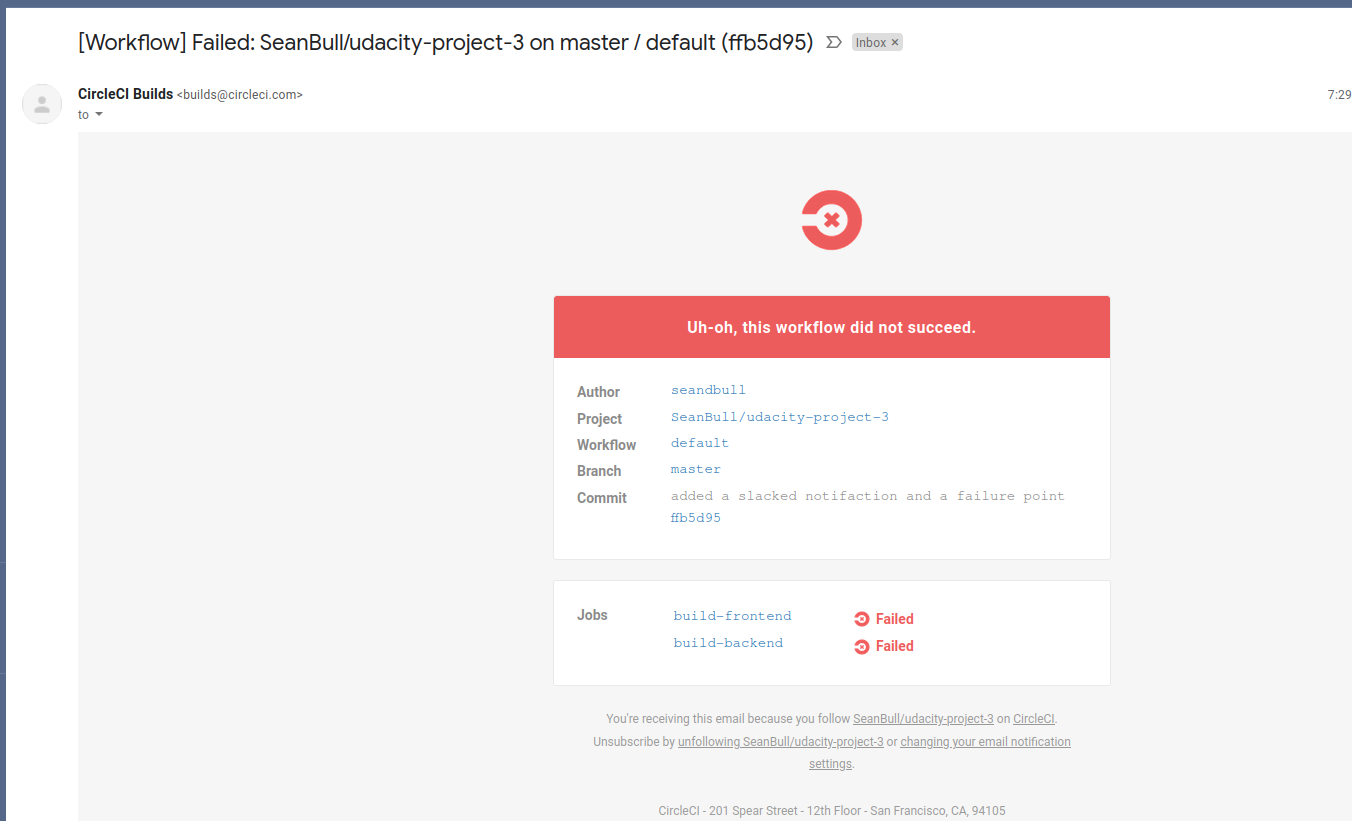 [Workflow] Failed: SeanBull/udacity-project-3 on master / default (ffb5d95) Inbox ×
CircleCI Builds <builds@circleci.com> 7:29
to
Uh-oh, this workflow did not succeed.
Author seandbull
Project SeanBull/udacity-project-3
Workflow default
Branch master
Commit added a slacked notifaction and a failure point
ffb5d95
Jobs build-frontend Failed
build-backend Failed
You're receiving this email because you follow SeanBull/udacity-project-3 on CircleCI.
Unsubscribe by unfollowing SeanBull/udacity-project-3 or changing your email notification
settings.
CircleCI - 201 Spear Street - 12th Floor - San Francisco, CA, 94105